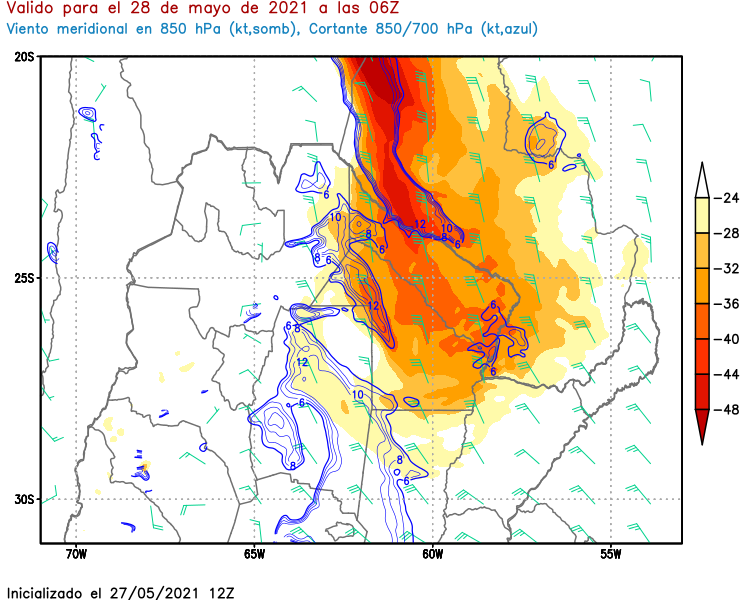 Valido para el 28 de mayo de 2021 a las 06Z
Viento meridional en 850 hPa (kt,somb), Cortante 850/700 hPa (kt,azul)
20S
25S
30S
70W
65W
60W
55W
6
10
8
8
6
6
12
10
8
6
6
12
6
6
6
8
12
10
6
8
8
6
-24
-28
-32
-36
-40
-44
-48
Inicializado el 27/05/2021 12Z